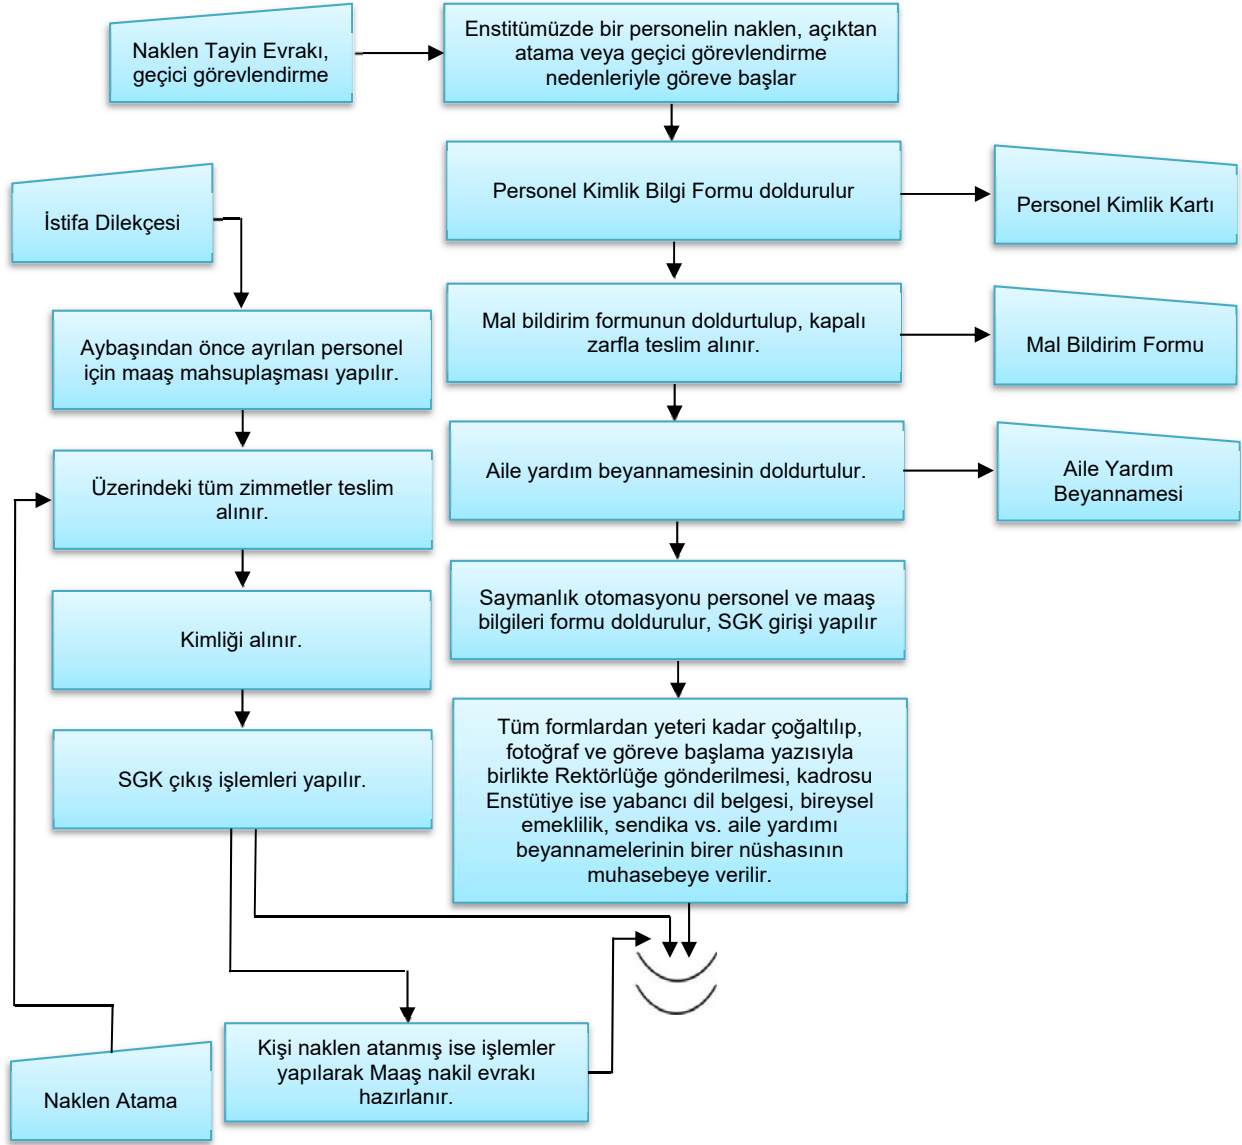 Naklen Tayin Evrakı,
geçici görevlendirme
Enstitümüzde bir personelin naklen, açıktan
atama veya geçici görevlendirme
nedenleriyle göreve başlar
Personel Kimlik Bilgi Formu doldurulur
Personel Kimlik Kartı
İstifa Dilekçesi
Mal bildirim formunun doldurtulup, kapalı
zarfla teslim alınır.
Mal Bildirim Formu
Aybaşından önce ayrılan personel
için maaş mahsuplaşması yapılır.
Aile yardım beyannamesinin doldurtulur.
Aile Yardım
Beyannamesi
Üzerindeki tüm zimmetler teslim
alınır.
Saymanlık otomasyonu personel ve maaş
bilgileri formu doldurulur, SGK girişi yapılır
Kimliği alınır.
Tüm formlardan yeteri kadar çoğaltılıp,
fotoğraf ve göreve başlama yazısıyla
birlikte Rektörlüğe gönderilmesi, kadrosu
Enstütiye ise yabancı dil belgesi, bireysel
emeklilik, sendika vs. aile yardımı
beyannamelerinin birer nüshasının
muhasebeye verilir.
SGK çıkış işlemleri yapılır.
Kişi naklen atanmış ise işlemler
yapılarak Maaş nakil evrakı
hazırlanır.
Naklen Atama